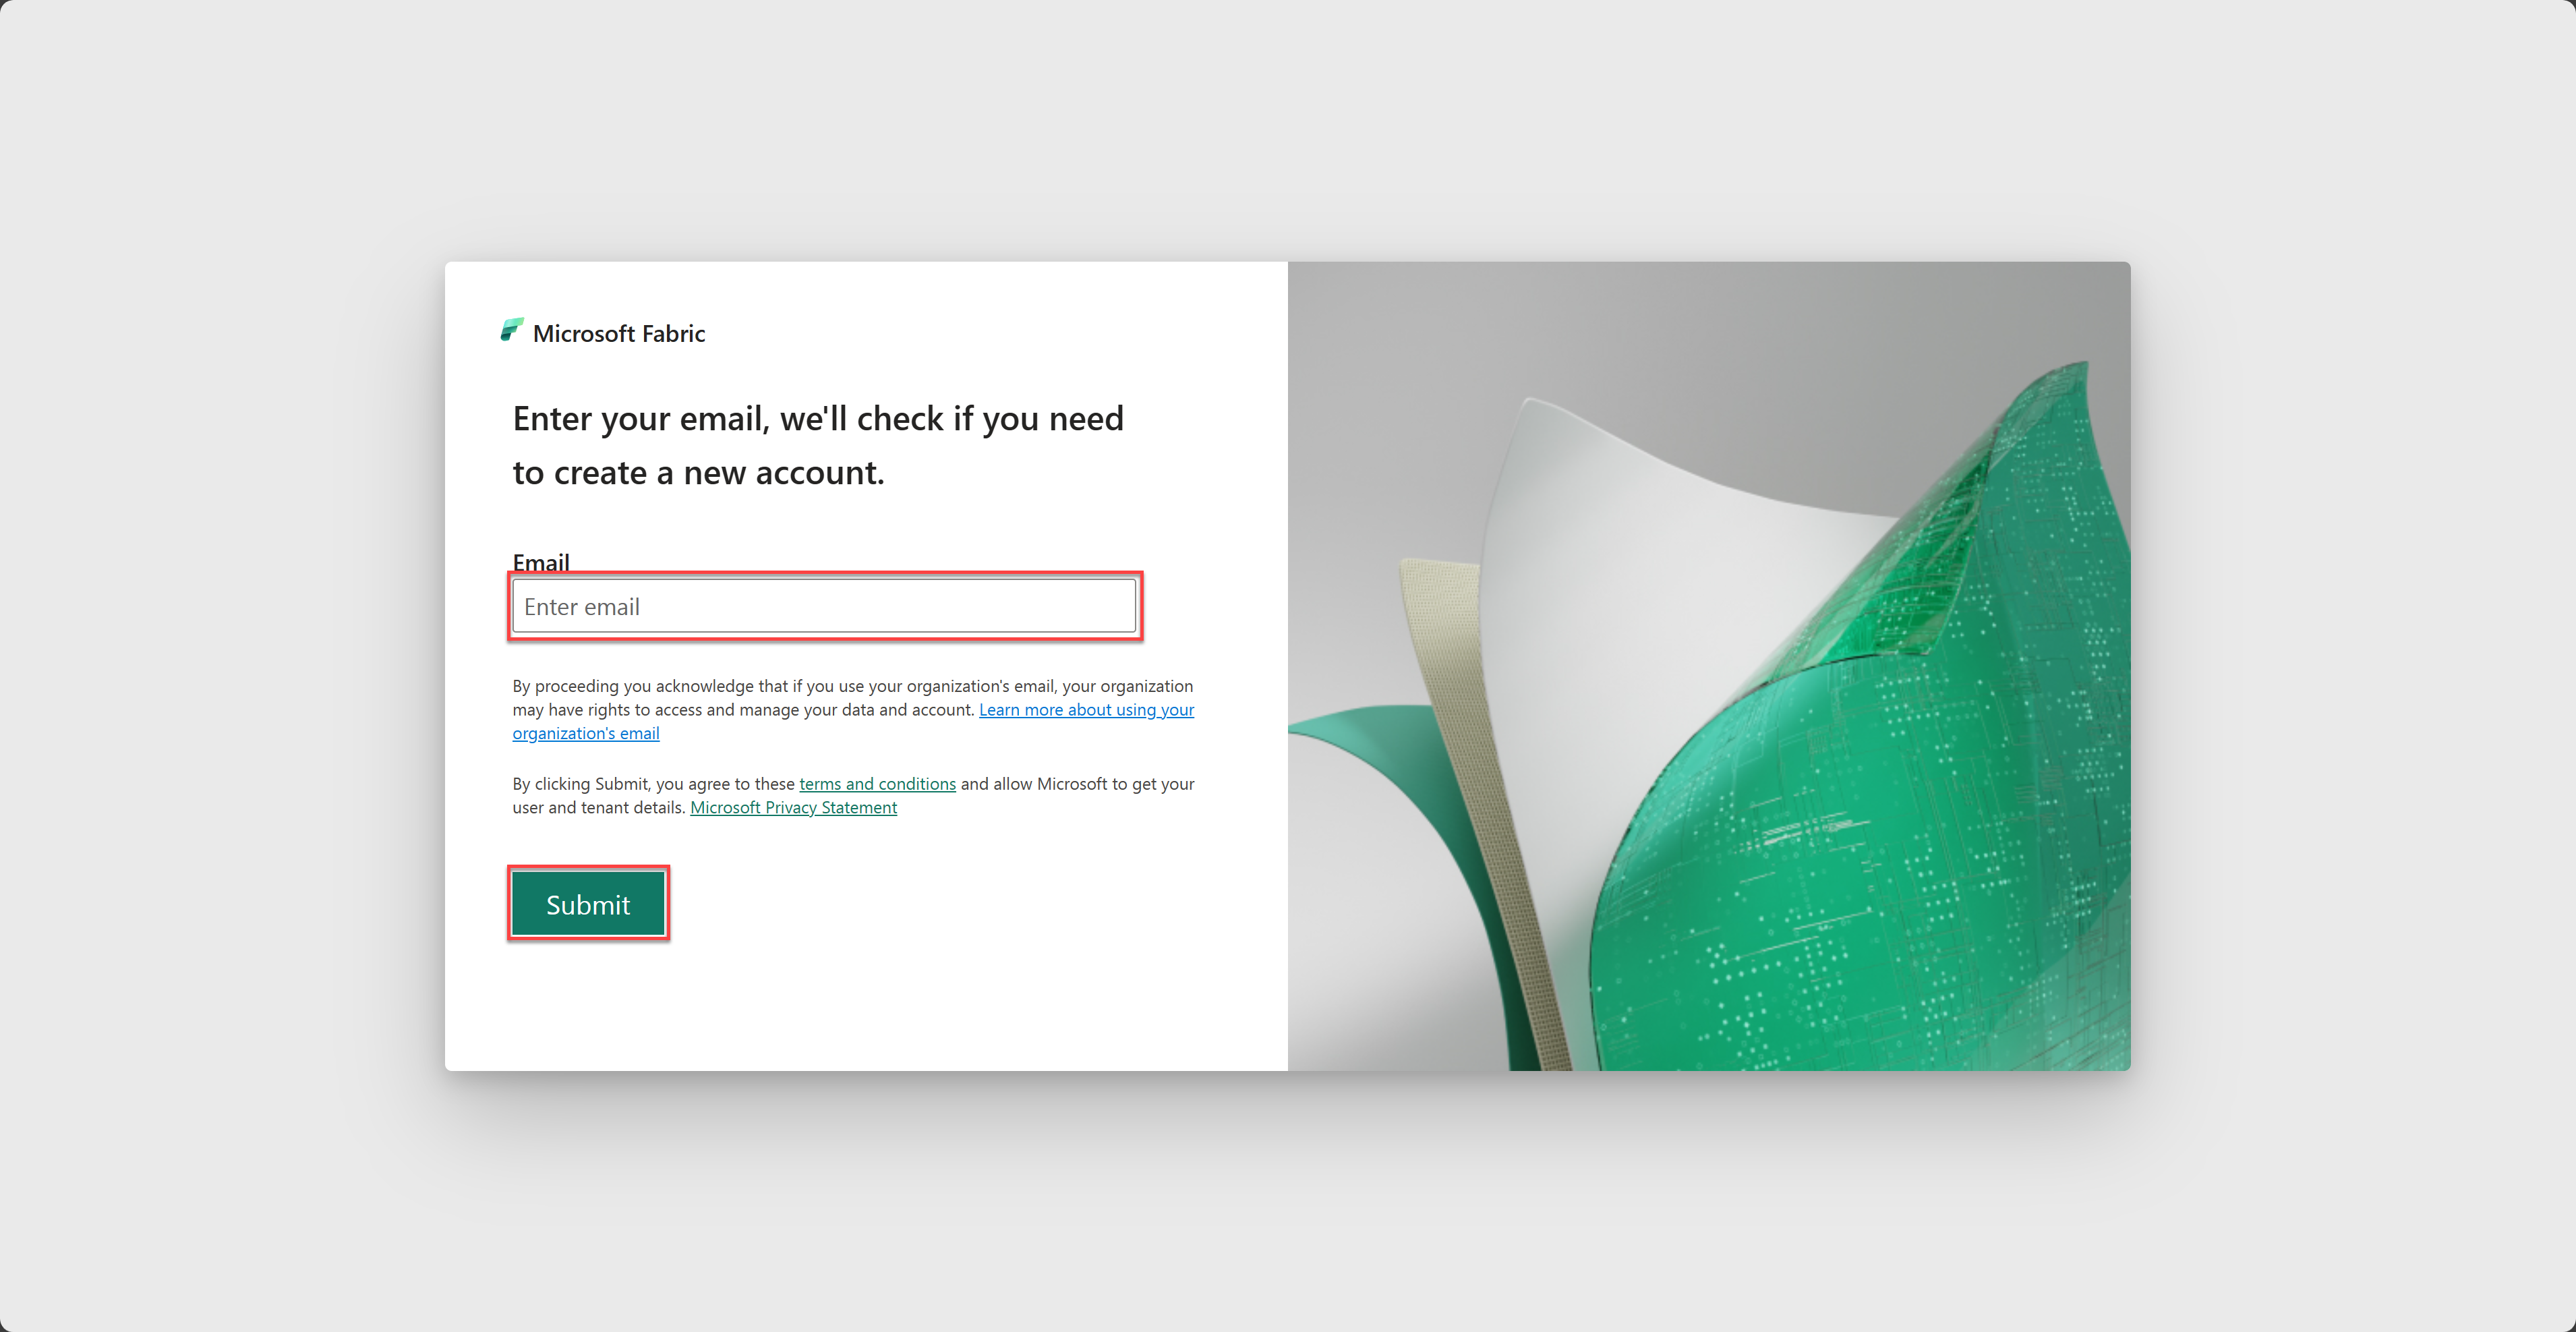 Microsoft Fabric
Enter your email, we'll check if you need
to create a new account.
Email
Enter email
By proceeding you acknowledge that if you use your organization's email, your organization
may have rights to access and manage your data and account. Learn more about using your
organization's email
By clicking Submit, you agree to these terms and conditions and allow Microsoft to get your
user and tenant details. Microsoft Privacy Statement
Submit